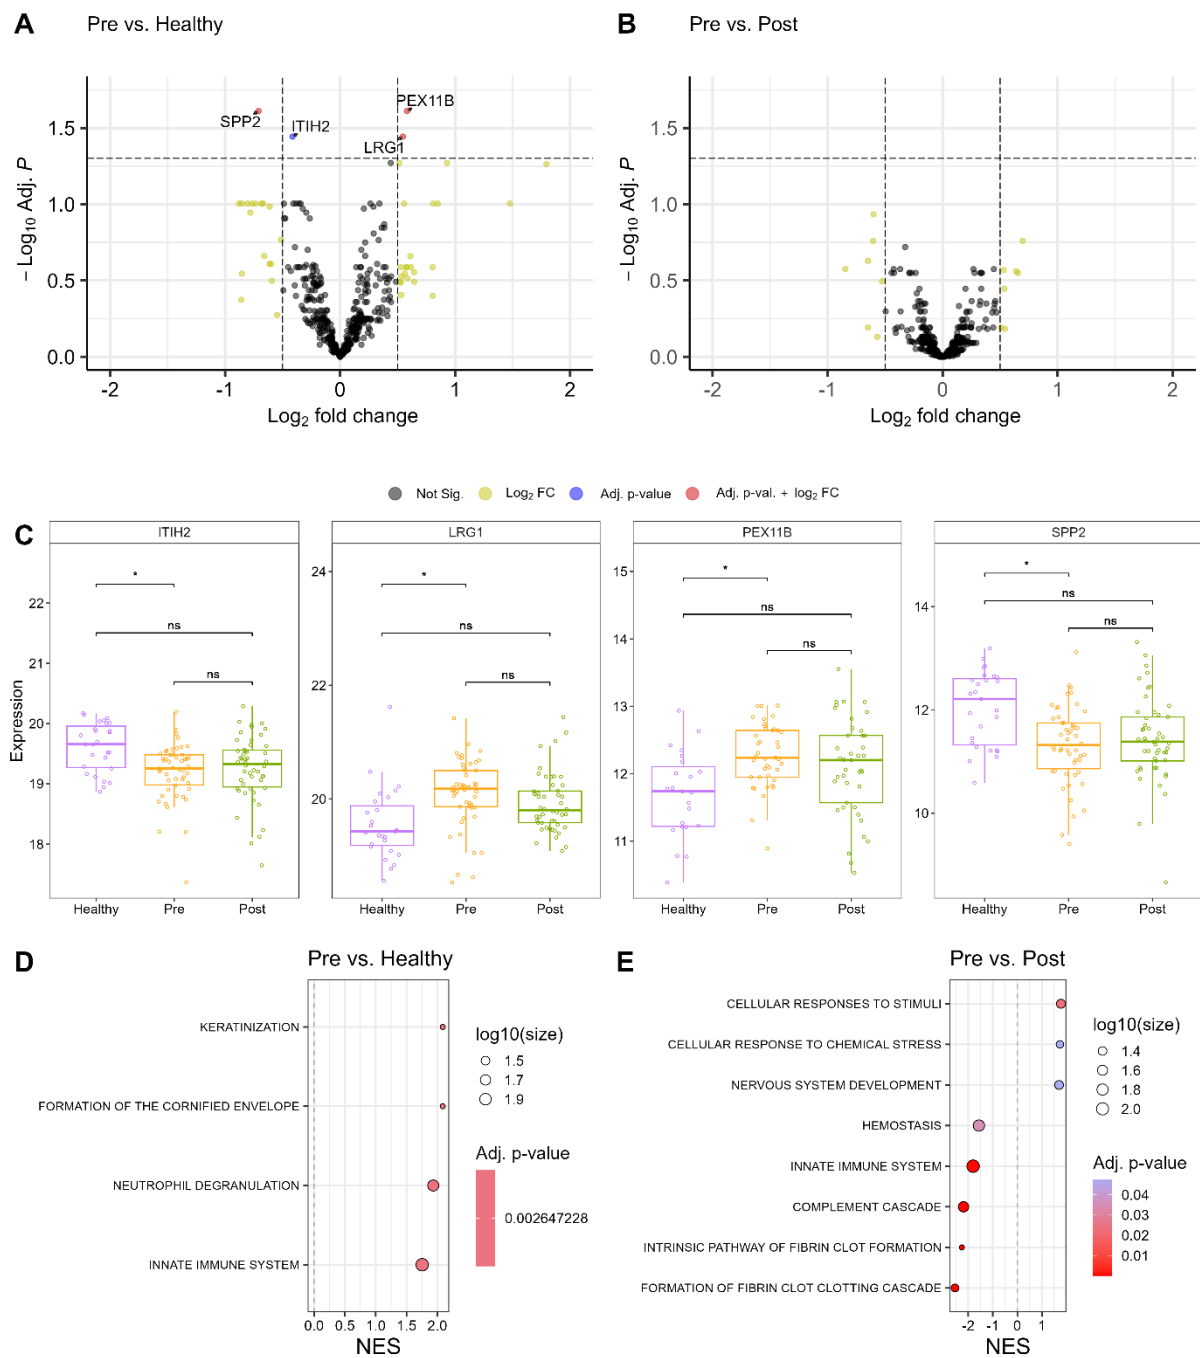 A Pre vs. Healthy
B Pre vs. Post
SPP2
ITIH2
PEX11B
LRG1
− Log10 Adj. P
1.5
1.0
0.5
0.0
-2 -1 0 1 2
Log2 fold change
− Log10 Adj. P
1.5
1.0
0.5
0.0
-2 -1 0 1 2
Log2 fold change
Not Sig. Log2 FC Adj. p-value Adj. p-val. + log2 FC
C
Expression
ITIH2
22
21
20
19
18
*
ns
ns
Healthy Pre Post
LRG1
24
22
20
*
ns
ns
Healthy Pre Post
PEX11B
15
14
13
12
11
*
ns
ns
Healthy Pre Post
SPP2
14
12
10
*
ns
ns
Healthy Pre Post
D Pre vs. Healthy
KERATINIZATION
FORMATION OF THE CORNIFIED ENVELOPE
NEUTROPHIL DEGRANULATION
INNATE IMMUNE SYSTEM
0.0 0.5 1.0 1.5 2.0
NES
log10(size)
1.5
1.7
1.9
Adj. p-value
0.002647228
E Pre vs. Post
CELLULAR RESPONSES TO STIMULI
CELLULAR RESPONSE TO CHEMICAL STRESS
NERVOUS SYSTEM DEVELOPMENT
HEMOSTASIS
INNATE IMMUNE SYSTEM
COMPLEMENT CASCADE
INTRINSIC PATHWAY OF FIBRIN CLOT FORMATION
FORMATION OF FIBRIN CLOT CLOTTING CASCADE
-2 -1 0 1
NES
log10(size)
1.4
1.6
1.8
2.0
Adj. p-value
0.04
0.03
0.02
0.01